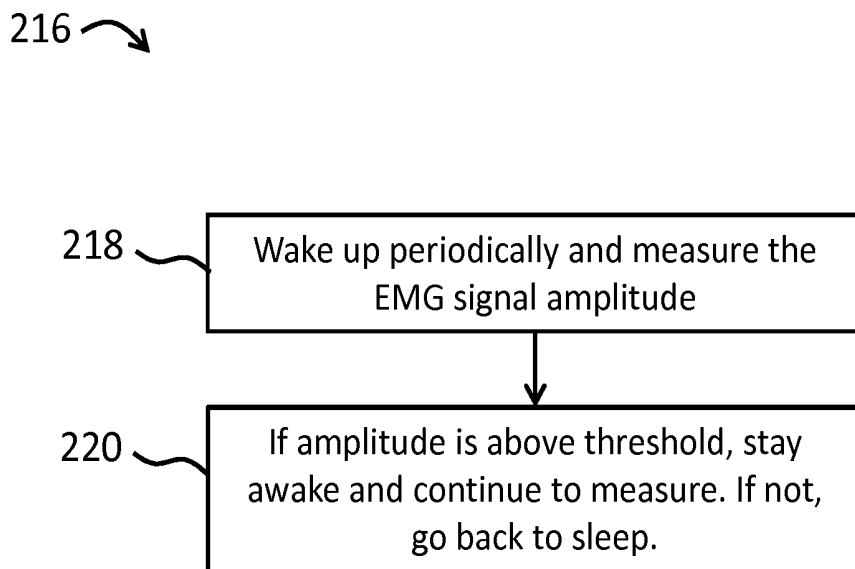 216
218
Wake up periodically and measure the
EMG signal amplitude
220
If amplitude is above threshold, stay
awake and continue to measure. If not,
go back to sleep.